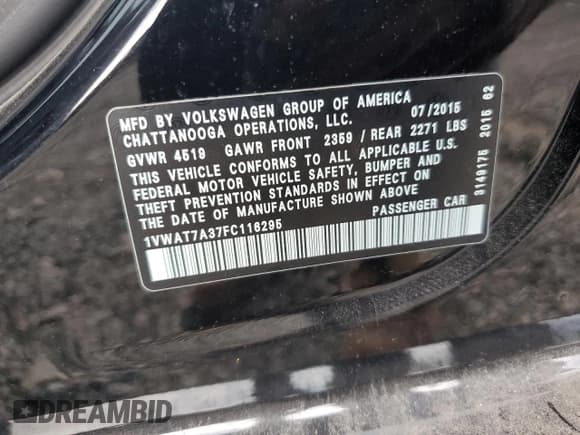 MFD BY VOLKSWAGEN GROUP OF AMERICA
CHATTANOOGA OPERATIONS, LLC. 07/2015
GVWR 4519 GAWR FRONT 2359 / REAR 2271 LBS
THIS VEHICLE CONFORMS TO ALL APPLICABLE U.S.
FEDERAL MOTOR VEHICLE SAFETY, BUMPER AND
THEFT PREVENTION STANDARDS IN EFFECT ON
THE DATE OF MANUFACTURE SHOWN ABOVE
1VWAT7A37FC116295 PASSENGER CAR
3149175 2015 62
DREAMBID